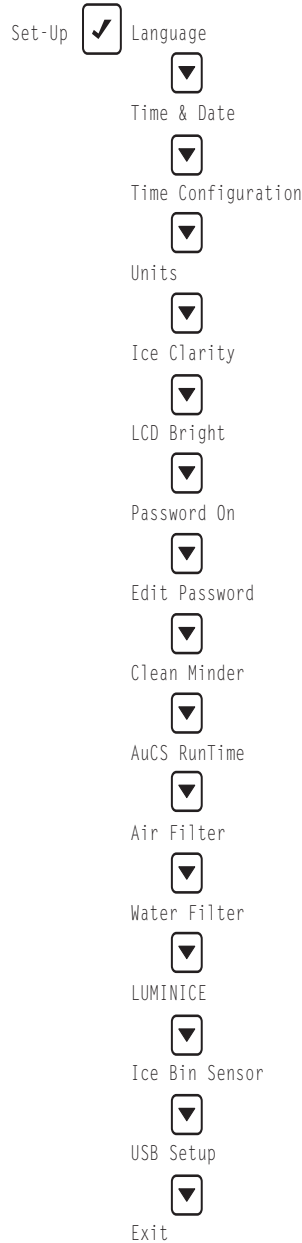 Set-Up Language
Time & Date
Time Configuration
Units
Ice Clarity
LCD Bright
Password On
Edit Password
Clean Minder
AuCS RunTime
Air Filter
Water Filter
LUMINICE
Ice Bin Sensor
USB Setup
Exit